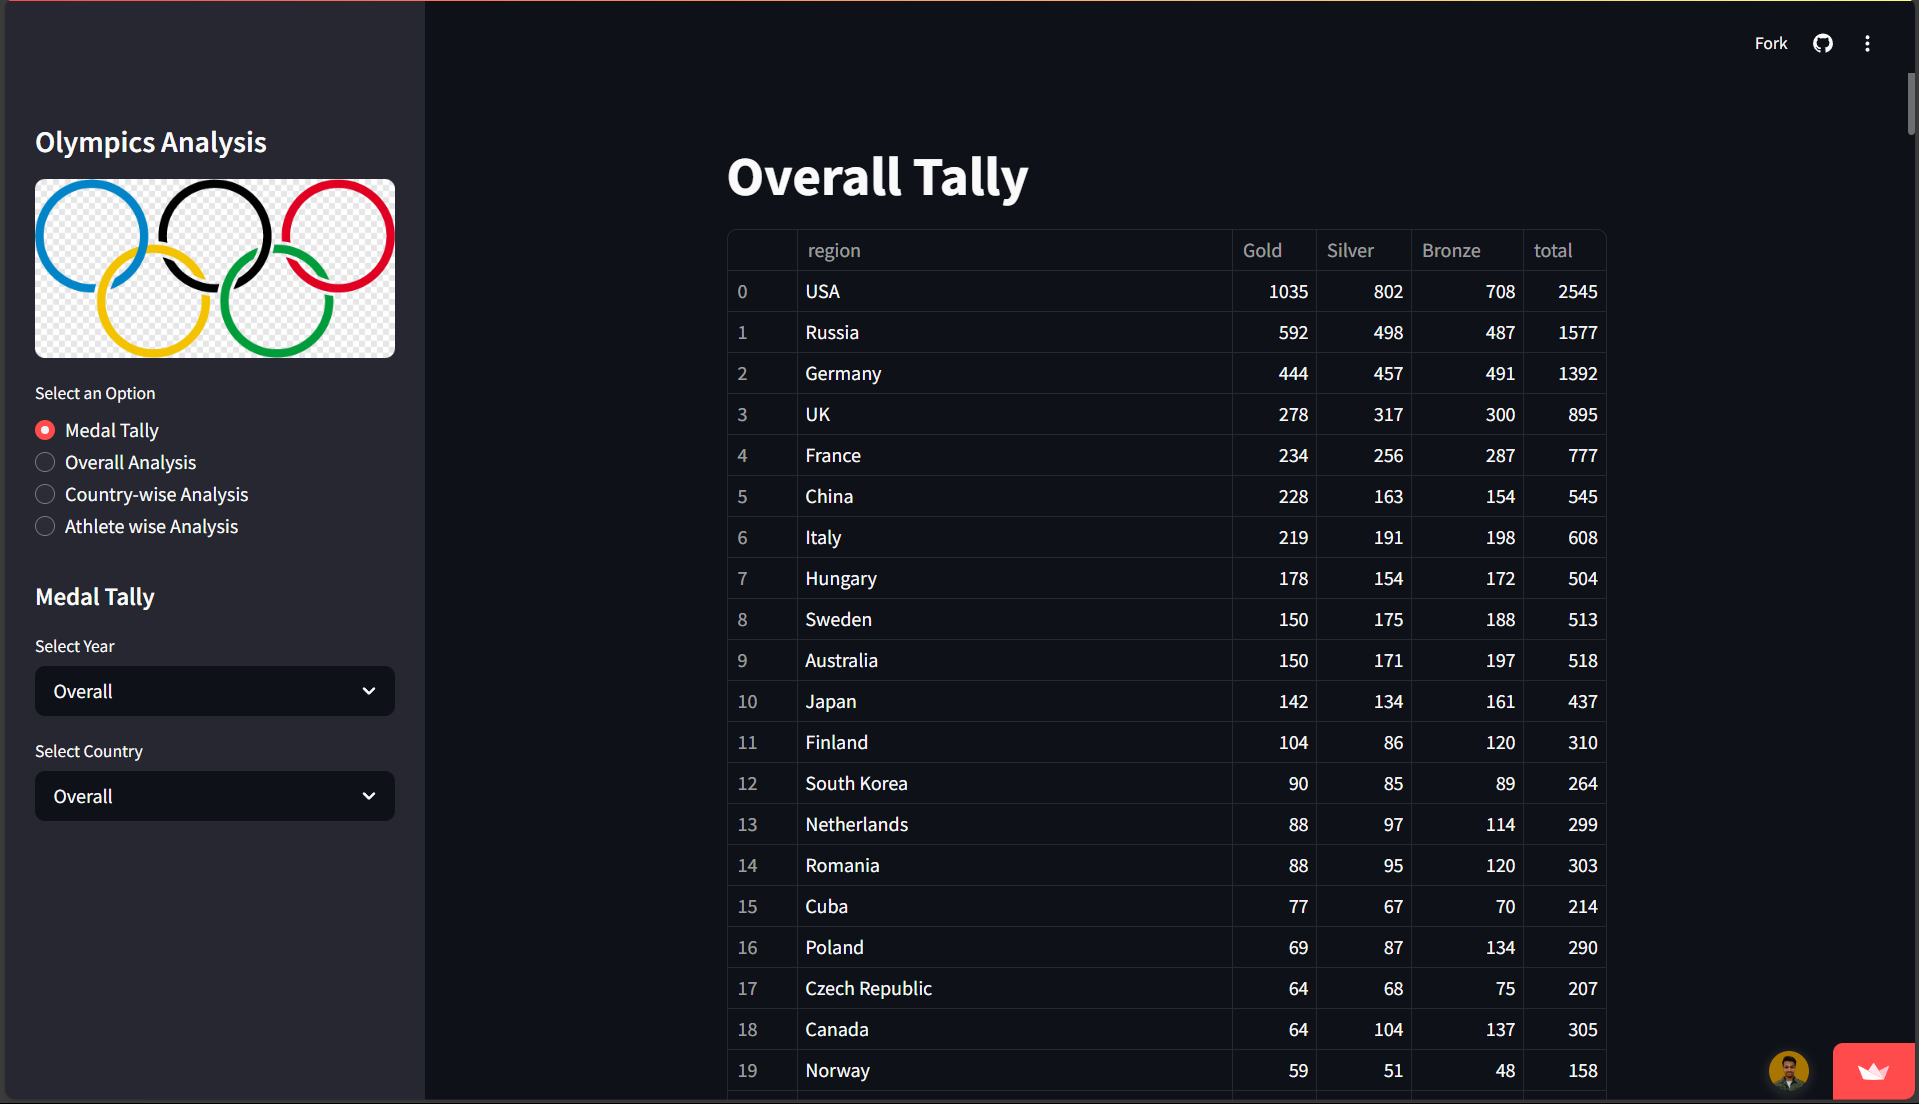 Fork
Olympics Analysis
Select an Option
Medal Tally
Overall Analysis
Country-wise Analysis
Athlete wise Analysis
Medal Tally
Select Year
Overall
Select Country
Overall
Overall Tally
region Gold Silver Bronze total
0 USA 1035 802 708 2545
1 Russia 592 498 487 1577
2 Germany 444 457 491 1392
3 UK 278 317 300 895
4 France 234 256 287 777
5 China 228 163 154 545
6 Italy 219 191 198 608
7 Hungary 178 154 172 504
8 Sweden 150 175 188 513
9 Australia 150 171 197 518
10 Japan 142 134 161 437
11 Finland 104 86 120 310
12 South Korea 90 85 89 264
13 Netherlands 88 97 114 299
14 Romania 88 95 120 303
15 Cuba 77 67 70 214
16 Poland 69 87 134 290
17 Czech Republic 64 68 75 207
18 Canada 64 104 137 305
19 Norway 59 51 48 158